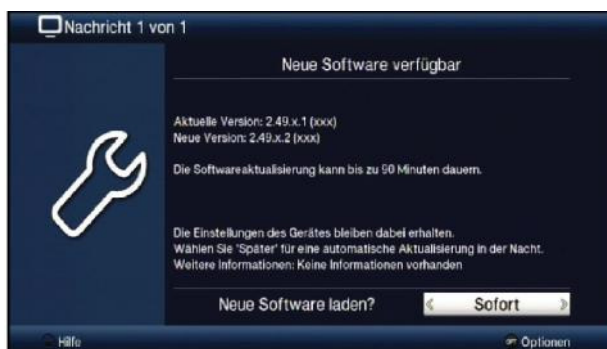 Nachricht 1 von 1
Neue Software verfügbar
Aktuelle Version: 2.49.x.1 (xxx)
Neue Version: 2.49.x.2 (xxx)
Die Softwareaktualisierung kann bis zu 90 Minuten dauern.
Die Einstellungen des Gerätes bleiben dabei erhalten.
Wählen Sie 'Später' für eine automatische Aktualisierung in der Nacht.
Weitere Informationen: Keine Informationen vorhanden
Neue Software laden? Sofort
Hilfe Optionen